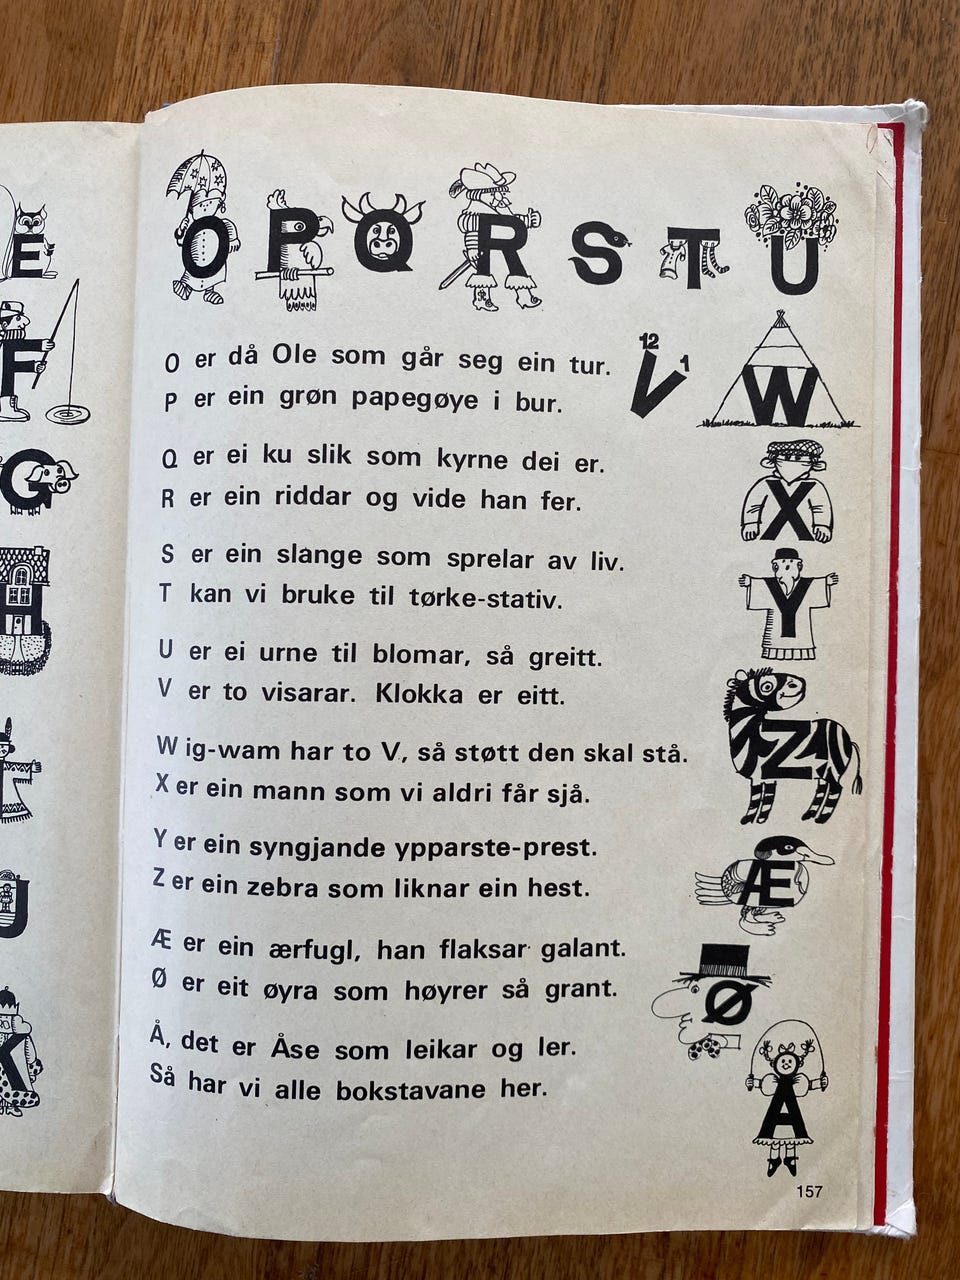 E
F
G
H
I
J
K
O P Q R S T U
12
1
V W
X
Y
Z
Æ
Ø
Å
O er då Ole som går seg ein tur.
P er ein grøn papegøye i bur.
Q er ei ku slik som kyrne dei er.
R er ein riddar og vide han fer.
S er ein slange som sprelar av liv.
T kan vi bruke til tørke-stativ.
U er ei urne til blomar, så greitt.
V er to visarar. Klokka er eitt.
Wig-wam har to V, så støtt den skal stå.
X er ein mann som vi aldri får sjå.
Y er ein syngjande ypparste-prest.
Z er ein zebra som liknar ein hest.
Æ er ein ærfugl, han flaksar galant.
Ø er eit øyra som høyrer så grant.
Å, det er Åse som leikar og ler.
Så har vi alle bokstavane her.
157